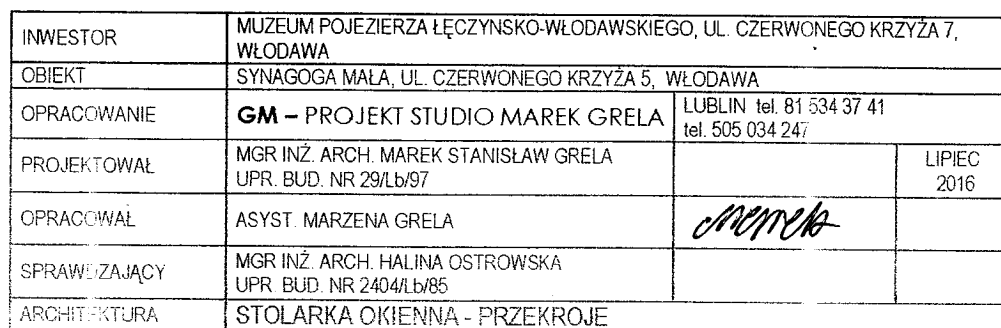 INWESTOR
MUZEUM POJEZIERZA ŁĘCZYNSKO-WŁODAWSKIEGO, UL. CZERWONEGO KRZYŻA 7,
WŁODAWA
OBIEKT
SYNAGOGA MAŁA, UL. CZERWONEGO KRZYŻA 5, WŁODAWA
OPRACOWANIE
GM – PROJEKT STUDIO MAREK GRELA
LUBLIN tel. 81 534 37 41
tel. 505 034 247
PROJEKTOWAŁ
MGR INŻ. ARCH. MAREK STANISŁAW GRELA
UPR. BUD. NR 29/Lb/97
LIPIEC
2016
OPRACOWAŁ
ASYST. MARZENA GRELA
SPRAWDZAJĄCY
MGR INŻ. ARCH. HALINA OSTROWSKA
UPR. BUD. NR 2404/Lb/85
ARCHITEKTURA
STOLARKA OKIENNA - PRZEKROJE